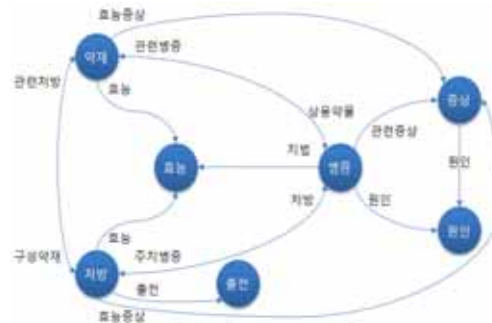 효능증상
약재
관련병증
관련처방
효능
상용약물
증상
관련증상
치법
효능
병증
원인
처방
원인
효능
원인
구성약재
주치병증
처방
출전
출전
효능증상